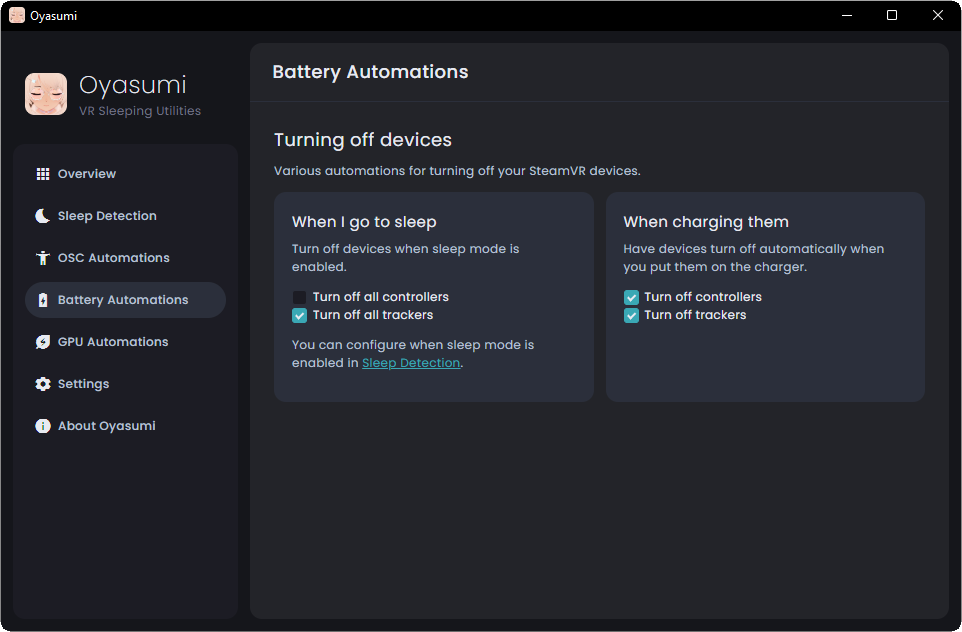 Oyasumi
Oyasumi
VR Sleeping Utilities
Overview
Sleep Detection
OSC Automations
Battery Automations
GPU Automations
Settings
About Oyasumi
Battery Automations
Turning off devices
Various automations for turning off your SteamVR devices.
When I go to sleep
Turn off devices when sleep mode is
enabled.
Turn off all controllers
Turn off all trackers
You can configure when sleep mode is
enabled in Sleep Detection.
When charging them
Have devices turn off automatically when
you put them on the charger.
Turn off controllers
Turn off trackers